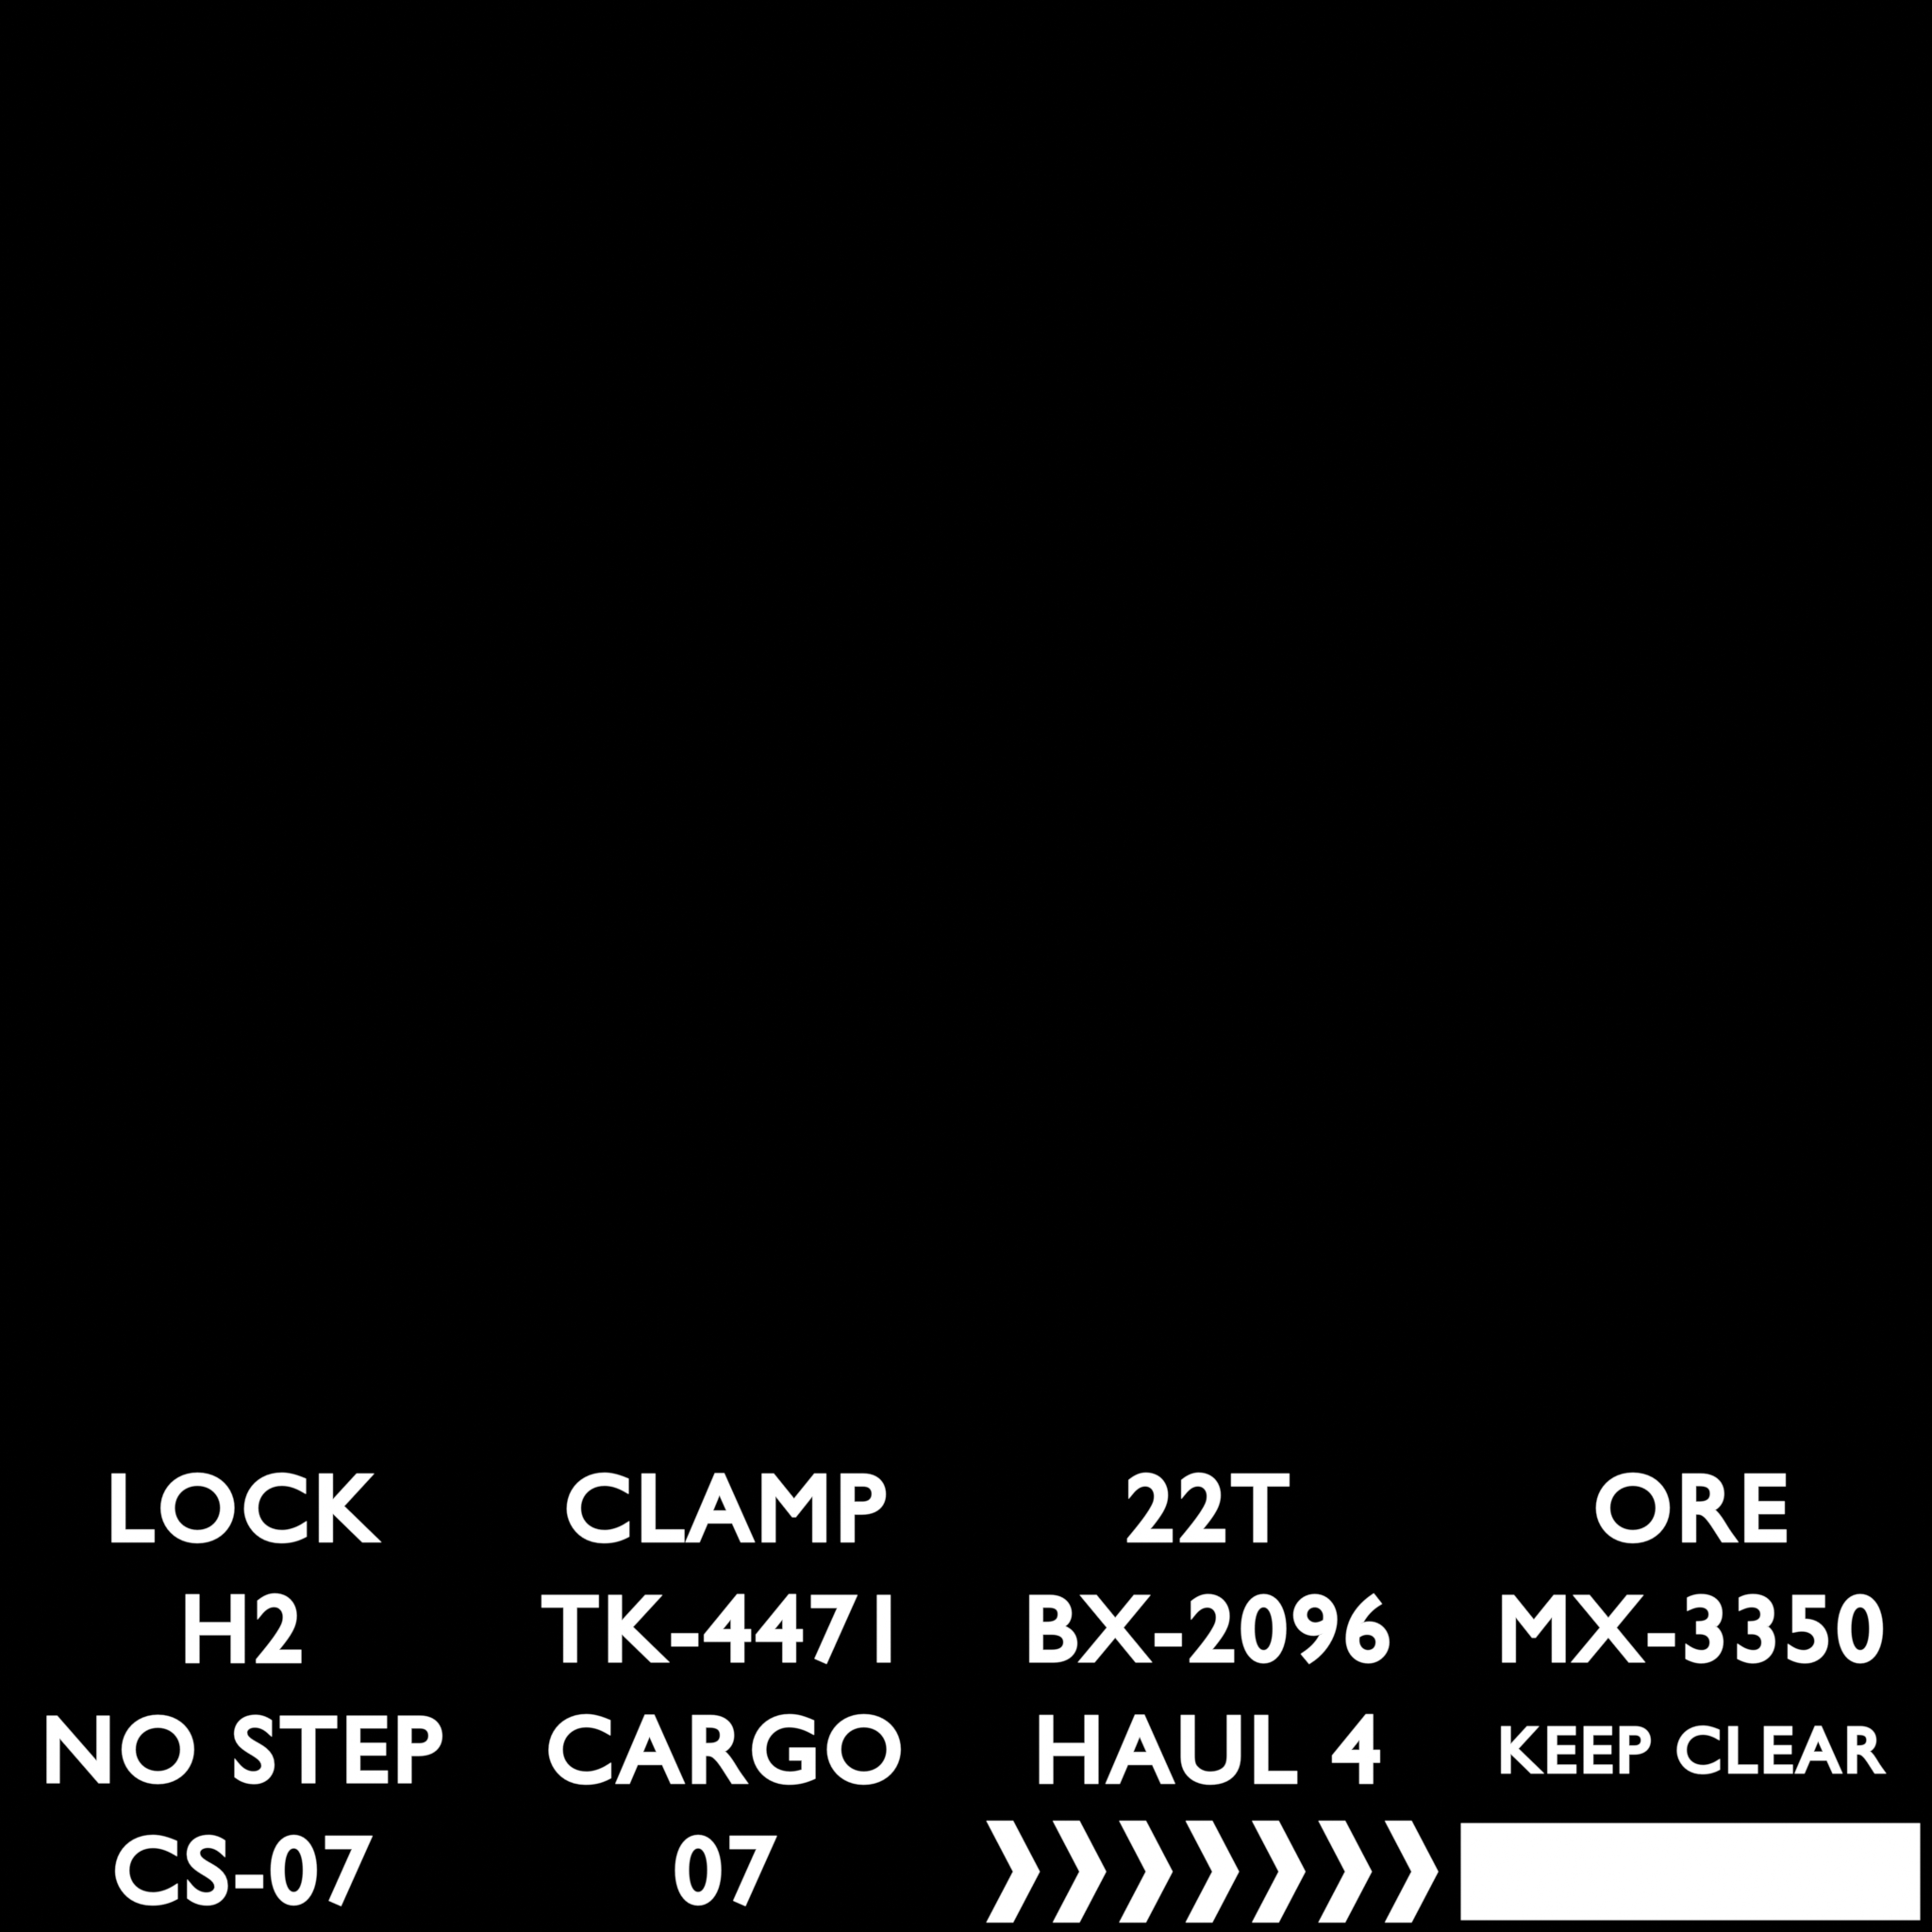 LOCK CLAMP 22T ORE
H2 TK-4471 BX-2096 MX-3350
NO STEP CARGO HAUL 4 KEEP CLEAR
CS-07 07